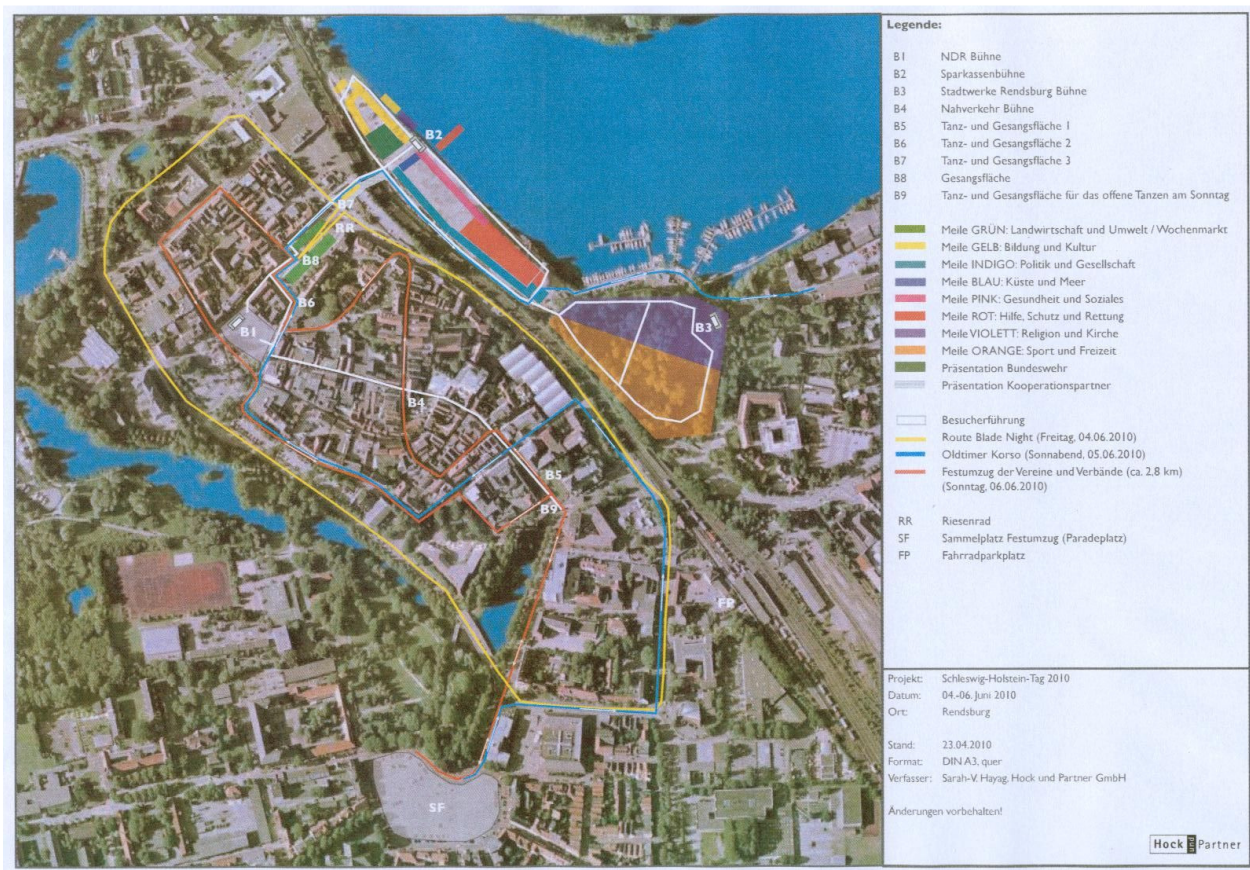 B2
B7
RR
B8
B6
B1
B3
B4
B5
B9
FP
SF
Legende:
B1 NDR Bühne
B2 Sparkassenbühne
B3 Stadtwerke Rendsburg Bühne
B4 Nahverkehr Bühne
B5 Tanz- und Gesangsfläche 1
B6 Tanz- und Gesangsfläche 2
B7 Tanz- und Gesangsfläche 3
B8 Gesangsfläche
B9 Tanz- und Gesangsfläche für das offene Tanzen am Sonntag
Meile GRÜN: Landwirtschaft und Umwelt / Wochenmarkt
Meile GELB: Bildung und Kultur
Meile INDIGO: Politik und Gesellschaft
Meile BLAU: Küste und Meer
Meile PINK: Gesundheit und Soziales
Meile ROT: Hilfe, Schutz und Rettung
Meile VIOLETT: Religion und Kirche
Meile ORANGE: Sport und Freizeit
Präsentation Bundeswehr
Präsentation Kooperationspartner
Besucherführung
Route Blade Night (Freitag, 04.06.2010)
Oldtimer Korso (Sonnabend, 05.06.2010)
Festumzug der Vereine und Verbände (ca. 2,8 km)
(Sonntag, 06.06.2010)
RR Riesenrad
SF Sammelplatz Festumzug (Paradeplatz)
FP Fahrradparkplatz
Projekt: Schleswig-Holstein-Tag 2010
Datum: 04.-06. Juni 2010
Ort: Rendsburg
Stand: 23.04.2010
Format: DIN A3, quer
Verfasser: Sarah-V. Hayag, Hock und Partner GmbH
Änderungen vorbehalten!
Hock und Partner